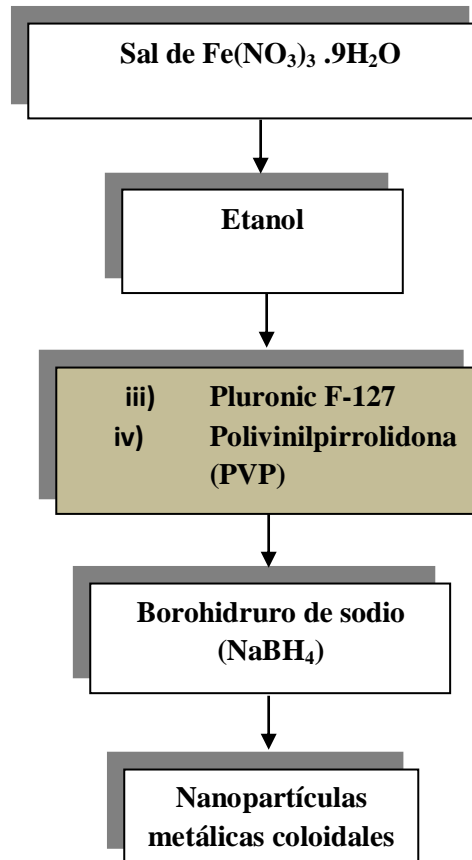 Sal de Fe(NO₃)₃ .9H₂O
Etanol
iii) Pluronic F-127
iv) Polivinilpirrolidona
(PVP)
Borohidruro de sodio
(NaBH₄)
Nanopartículas
metálicas coloidales